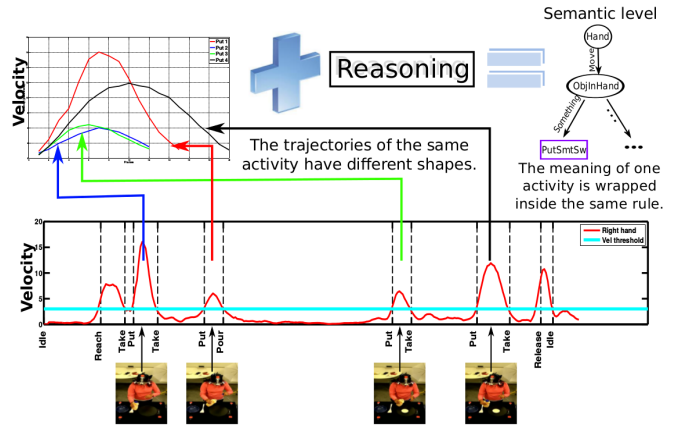 Semantic level
Put 1
Put 2
Put 3
Put 4
Velocity
Reasoning
Hand
Move
ObjInHand
Something
PutSmtSw
The trajectories of the same
activity have different shapes.
The meaning of one
activity is wrapped
inside the same rule.
Velocity
20
15
10
5
0
Right hand
Vel threshold
Idle
Reach
Take
Put
Take
Put
Pour
Put
Take
Put
Take
Release
Idle